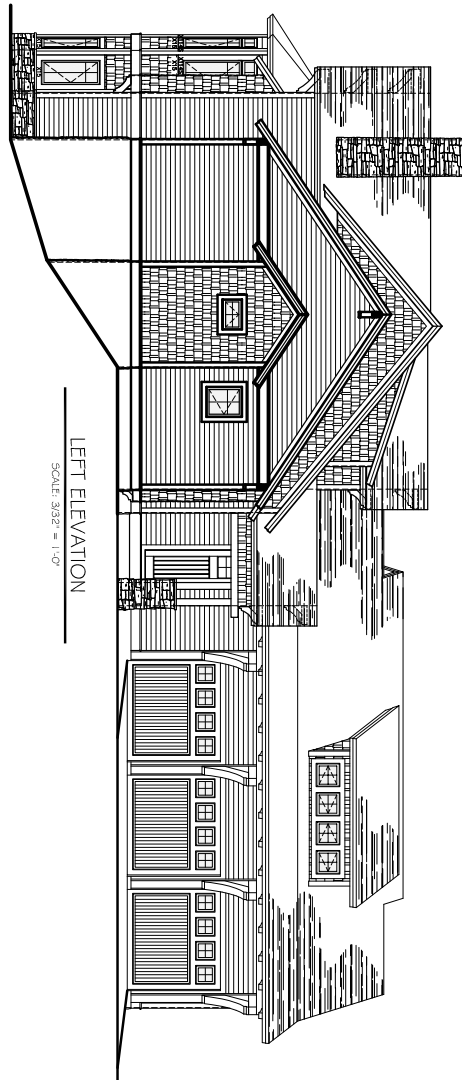 LEFT ELEVATION
SCALE: 3/32" = 1'-0"